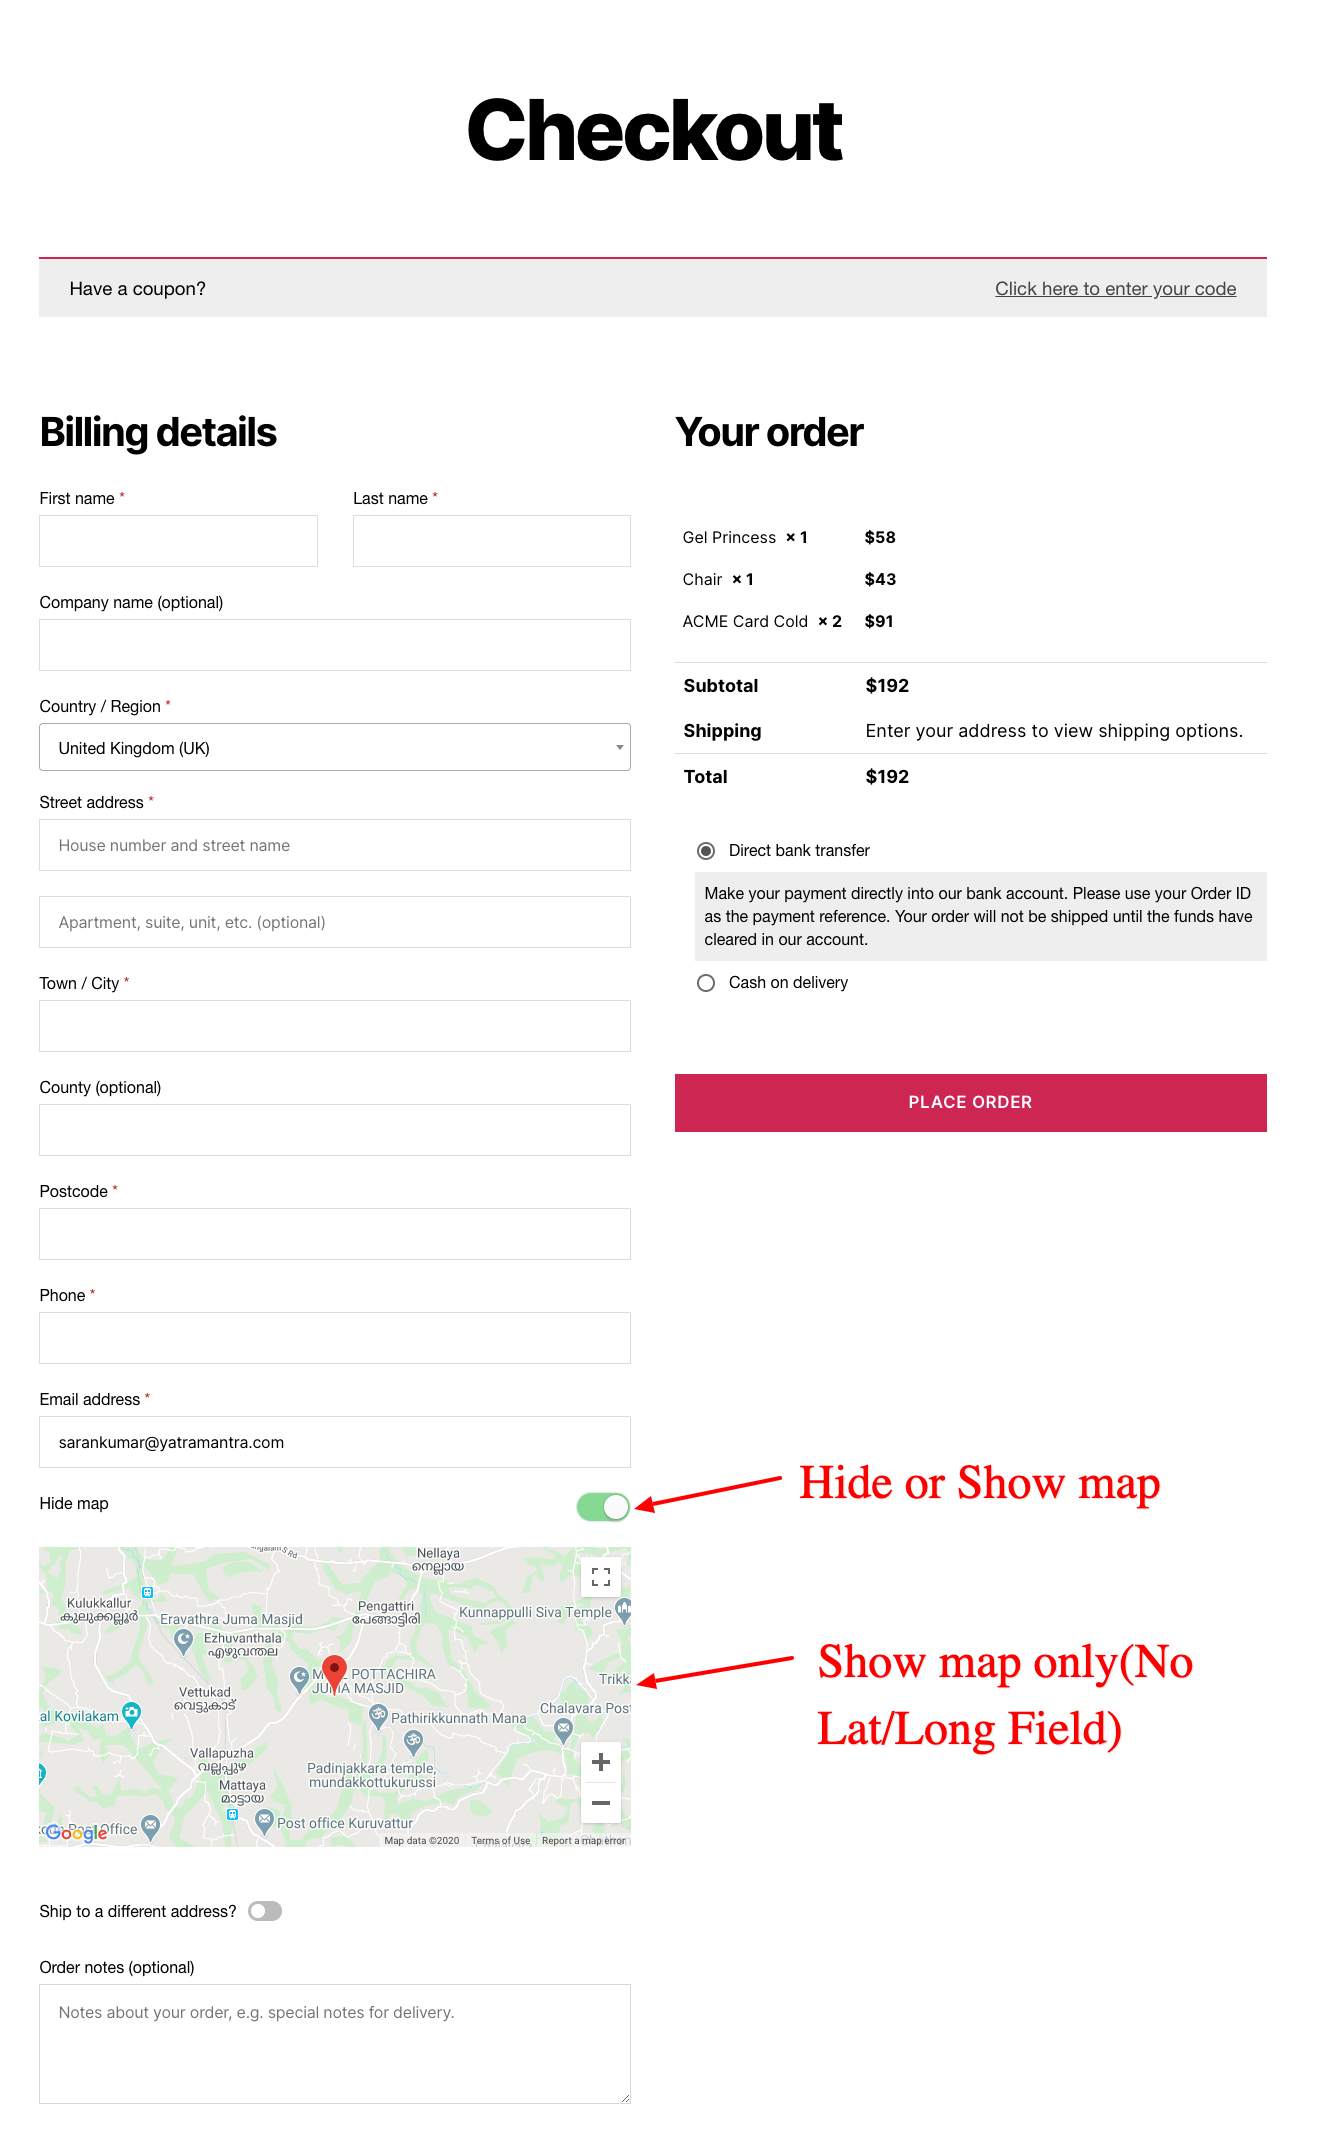 Checkout
Have a coupon?
Click here to enter your code
Billing details
First name *
Last name *
Company name (optional)
Country / Region *
United Kingdom (UK)
Street address *
House number and street name
Apartment, suite, unit, etc. (optional)
Town / City *
County (optional)
Postcode *
Phone *
Email address *
sarankumar@yatramantra.com
Hide map
Nellaya
നെല്ലായ
Kulukkallur
കുലുക്കല്ലൂർ
Pengattiri
പേങ്ങാട്ടിരി
Kunnappulli Siva Temple
Eravathra Juma Masjid
Ezhuvanthala
എഴുവന്തല
POTTACHIRA
JUMA MASJID
Trikk
Vettukad
വെട്ടുകാട്
al Kovilakam
Pathirikkunnath Mana
Chalavara Post
Vallapuzha
വല്ലപ്പുഴ
Padinjakkara temple,
mundakkottukurussi
Mattaya
മാട്ടായ
Post Office
Post office Kuruvattur
Google
Map data ©2020
Terms of Use
Report a map error
Ship to a different address?
Order notes (optional)
Notes about your order, e.g. special notes for delivery.
Your order
Gel Princess × 1 $58
Chair × 1 $43
ACME Card Cold × 2 $91
Subtotal $192
Shipping Enter your address to view shipping options.
Total $192
Direct bank transfer
Make your payment directly into our bank account. Please use your Order ID
as the payment reference. Your order will not be shipped until the funds have
cleared in our account.
Cash on delivery
PLACE ORDER
Hide or Show map
Show map only(No
Lat/Long Field)